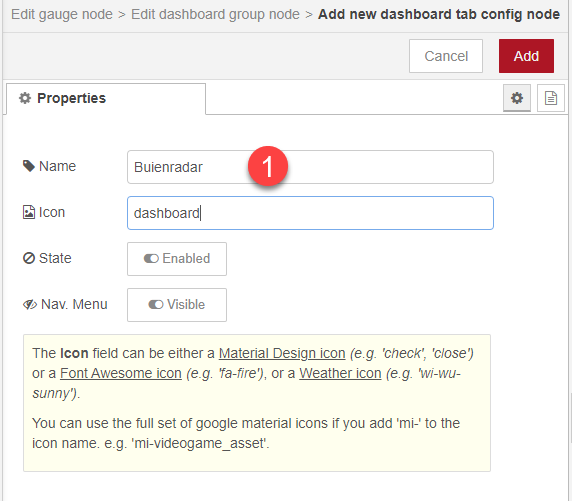 Edit gauge node > Edit dashboard group node > Add new dashboard tab config node
Cancel Add
Properties
Name Buienradar 1
Icon dashboard
State Enabled
Nav. Menu Visible
The Icon field can be either a Material Design icon (e.g. 'check', 'close')
or a Font Awesome icon (e.g. 'fa-fire'), or a Weather icon (e.g. 'wi-wu-
sunny').
You can use the full set of google material icons if you add 'mi-' to the
icon name. e.g. 'mi-videogame_asset'.